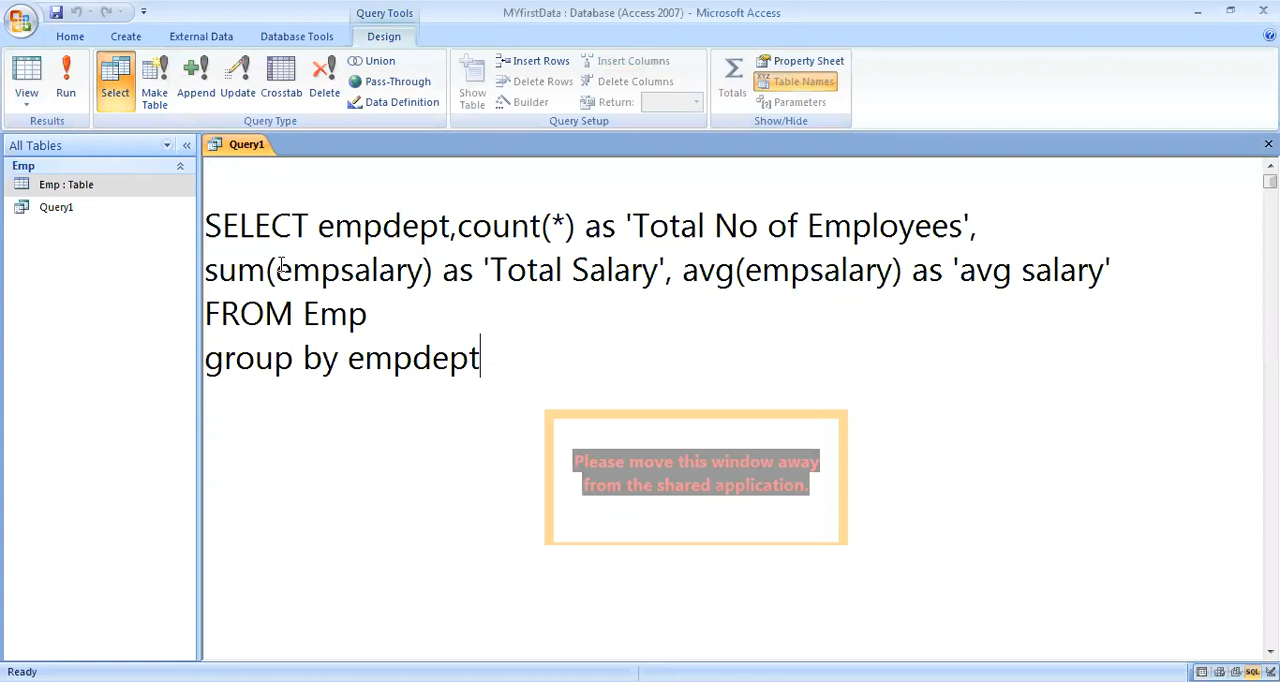 Query Tools
MYfirstData : Database (Access 2007) - Microsoft Access
Home Create External Data Database Tools Design
View
Run
Select
Make Table
Append
Update
Crosstab
Delete
Union
Pass-Through
Data Definition
Show Table
Insert Rows
Delete Rows
Builder
Insert Columns
Delete Columns
Return:
Totals
Property Sheet
Table Names
Parameters
Results
Query Type
Query Setup
Show/Hide
All Tables
Emp
Emp : Table
Query1
Query1
SELECT empdept,count(*) as 'Total No of Employees',
sum(empsalary) as 'Total Salary', avg(empsalary) as 'avg salary'
FROM Emp
group by empdept
Please move this window away
from the shared application.
Ready
SQL